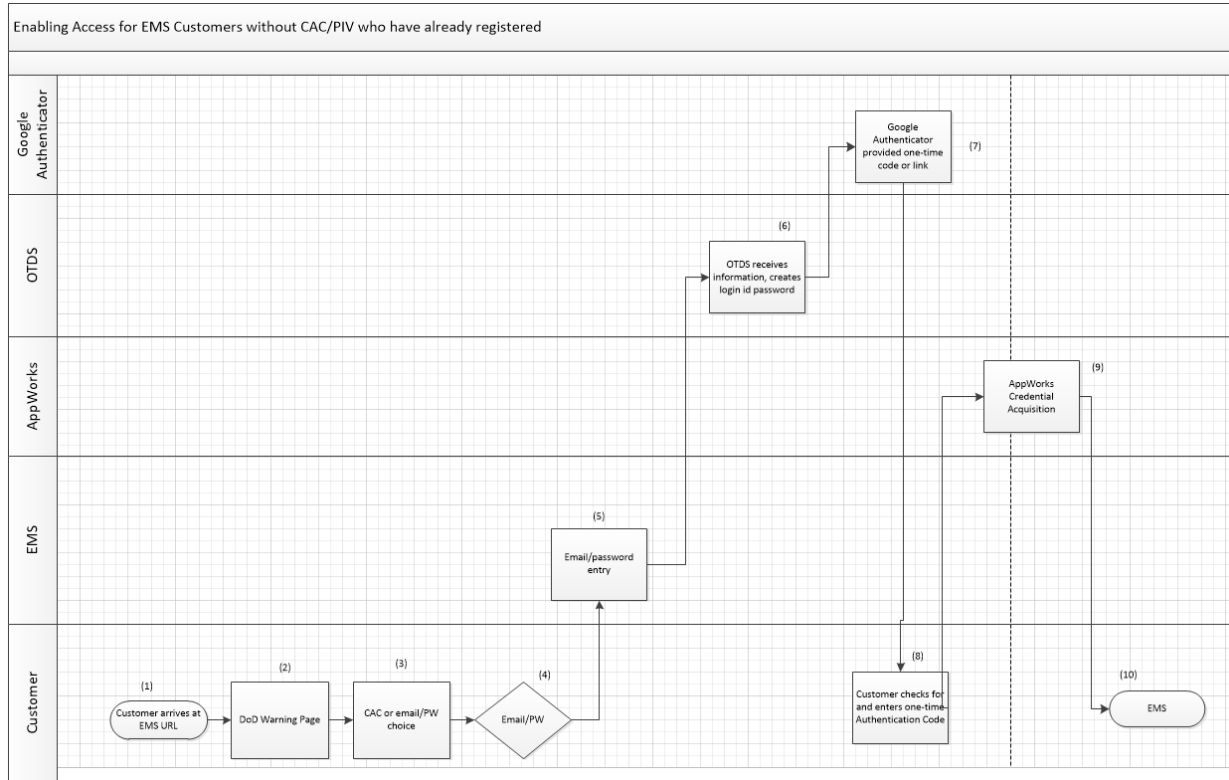 Enabling Access for EMS Customers without CAC/PIV who have already registered
Google
Authenticator
Google
Authenticator
provided one-time
code or link
(7)
OTDS
(6)
OTDS receives
information, creates
login id password
AppWorks
(9)
AppWorks
Credential
Acquisition
EMS
(5)
Email/password
entry
Customer
(1)
Customer arrives at
EMS URL
(2)
DoD Warning Page
(3)
CAC or email/PW
choice
(4)
Email/PW
(8)
Customer checks for
and enters one-time
Authentication Code
(10)
EMS